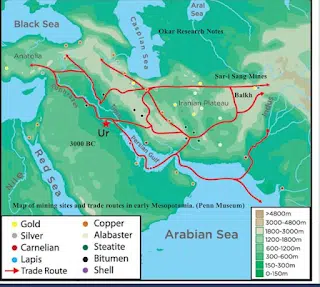 Black Sea
Caspian Sea
Aral
Sea
Okar Research Notes
Anatolia
Sar-i Sang Mines
Balkh
Iranian Plateau
Euphrates
Tigris
Indus
Ur
3000 BC
Persian Gulf
Nile
Red Sea
Map of mining sites and trade routes in early Mesopotamia. (Penn Museum)
Arabian Sea
Gold
Silver
Carnelian
Lapis
Trade Route
Copper
Alabaster
Steatite
Bitumen
Shell
>4800m
3000-4800m
1800-3000m
1200-1800m
600-1200m
300-600m
150-300m
0-150m